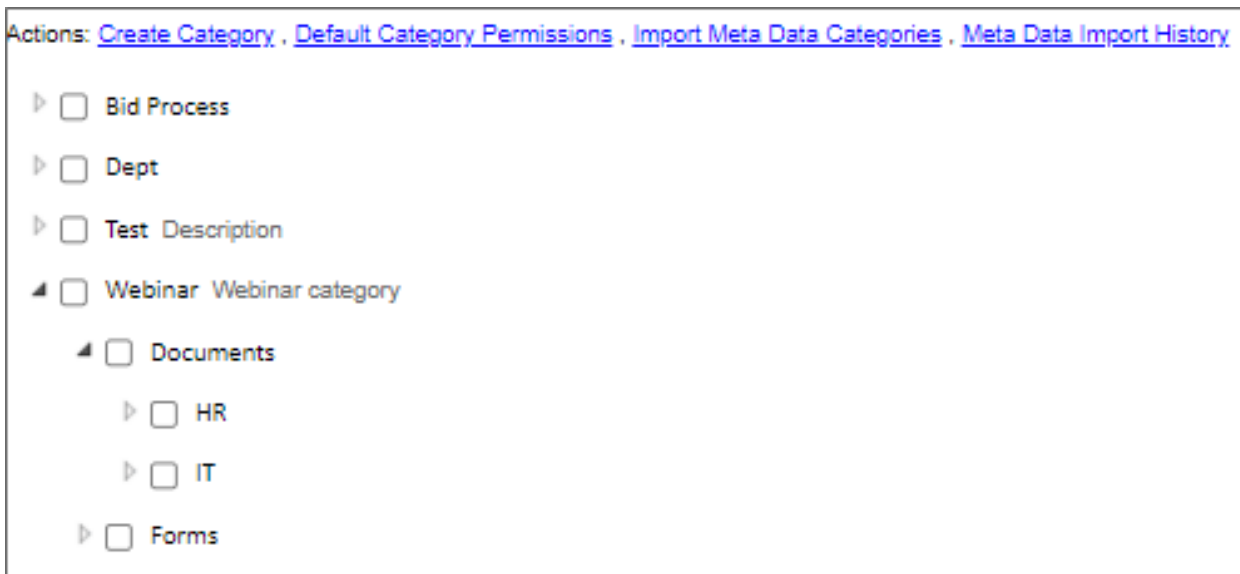 Actions: Create Category , Default Category Permissions , Import Meta Data Categories , Meta Data Import History
Bid Process
Dept
Test Description
Webinar Webinar category
Documents
HR
IT
Forms